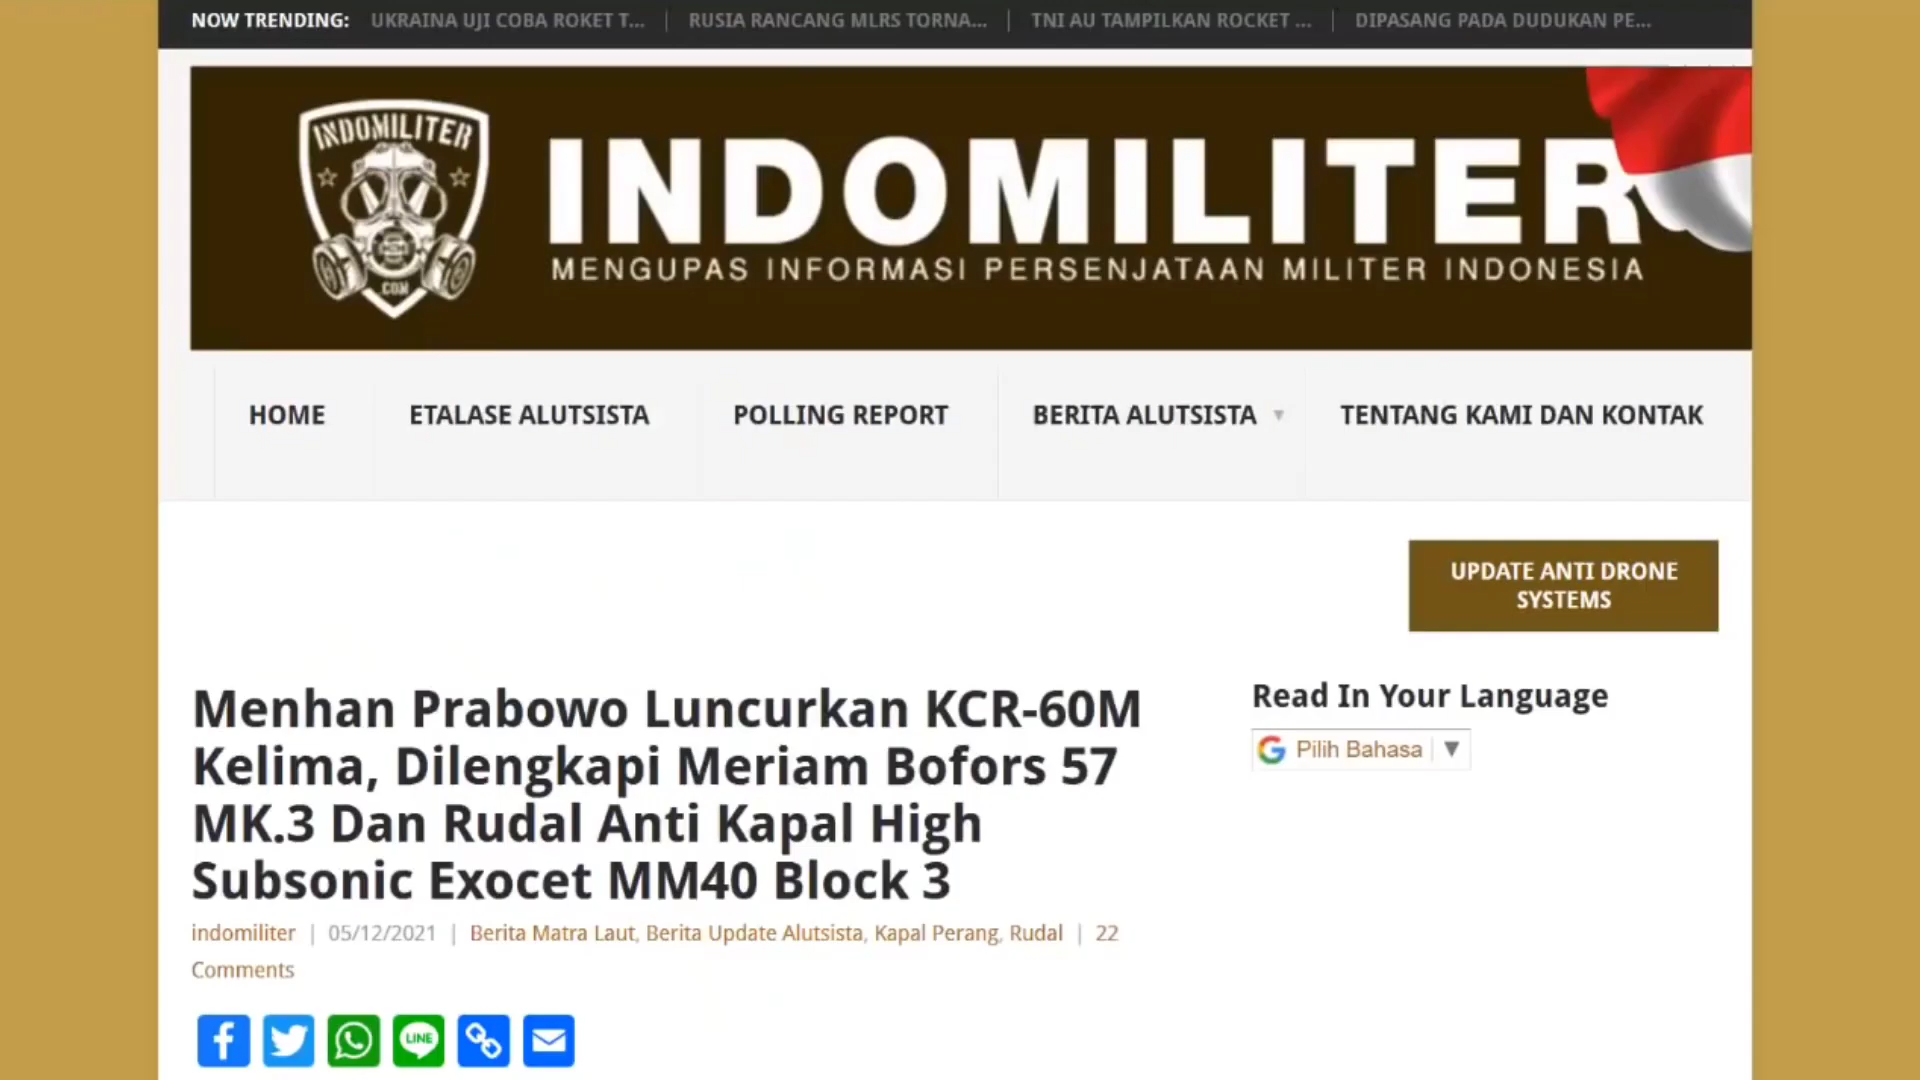 NOW TRENDING: UKRAINA UJI COBA ROKET T... | RUSIA RANCANG MLRS TORNA... | TNI AU TAMPILKAN ROCKET ... | DIPASANG PADA DUDUKAN PE...
INDOMILITER
.COM
INDOMILITER
MENGUPAS INFORMASI PERSENJATAAN MILITER INDONESIA
HOME ETALASE ALUTSISTA POLLING REPORT BERITA ALUTSISTA ▼ TENTANG KAMI DAN KONTAK
UPDATE ANTI DRONE
SYSTEMS
Menhan Prabowo Luncurkan KCR-60M
Kelima, Dilengkapi Meriam Bofors 57
MK.3 Dan Rudal Anti Kapal High
Subsonic Exocet MM40 Block 3
indomiliter | 05/12/2021 | Berita Matra Laut, Berita Update Alutsista, Kapal Perang, Rudal | 22
Comments
LINE
Read In Your Language
G Pilih Bahasa ▼